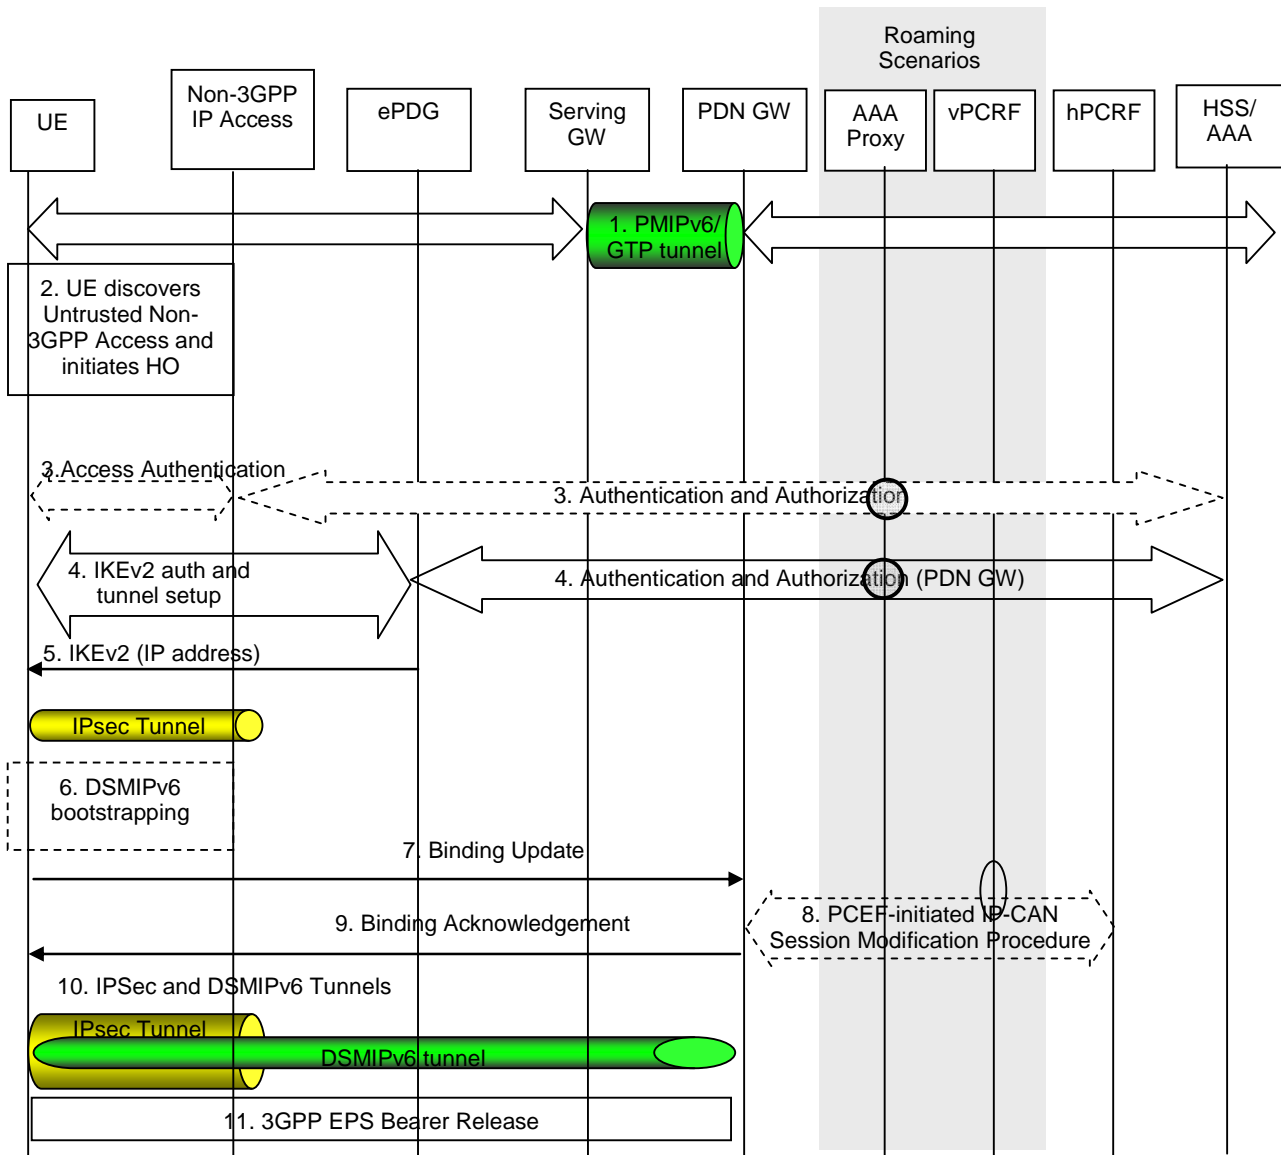 Roaming
Scenarios
UE
Non-3GPP
IP Access
ePDG
Serving
GW
PDN GW
AAA
Proxy
vPCRF
hPCRF
HSS/
AAA
1. PMIPv6/
GTP tunnel
2. UE discovers
Untrusted Non-
3GPP Access and
initiates HO
3.Access Authentication
3. Authentication and Authorization
4. IKEv2 auth and
tunnel setup
4. Authentication and Authorization (PDN GW)
5. IKEv2 (IP address)
IPsec Tunnel
6. DSMIPv6
bootstrapping
7. Binding Update
8. PCEF-initiated IP-CAN
Session Modification Procedure
9. Binding Acknowledgement
10. IPSec and DSMIPv6 Tunnels
IPsec Tunnel
DSMIPv6 tunnel
11. 3GPP EPS Bearer Release